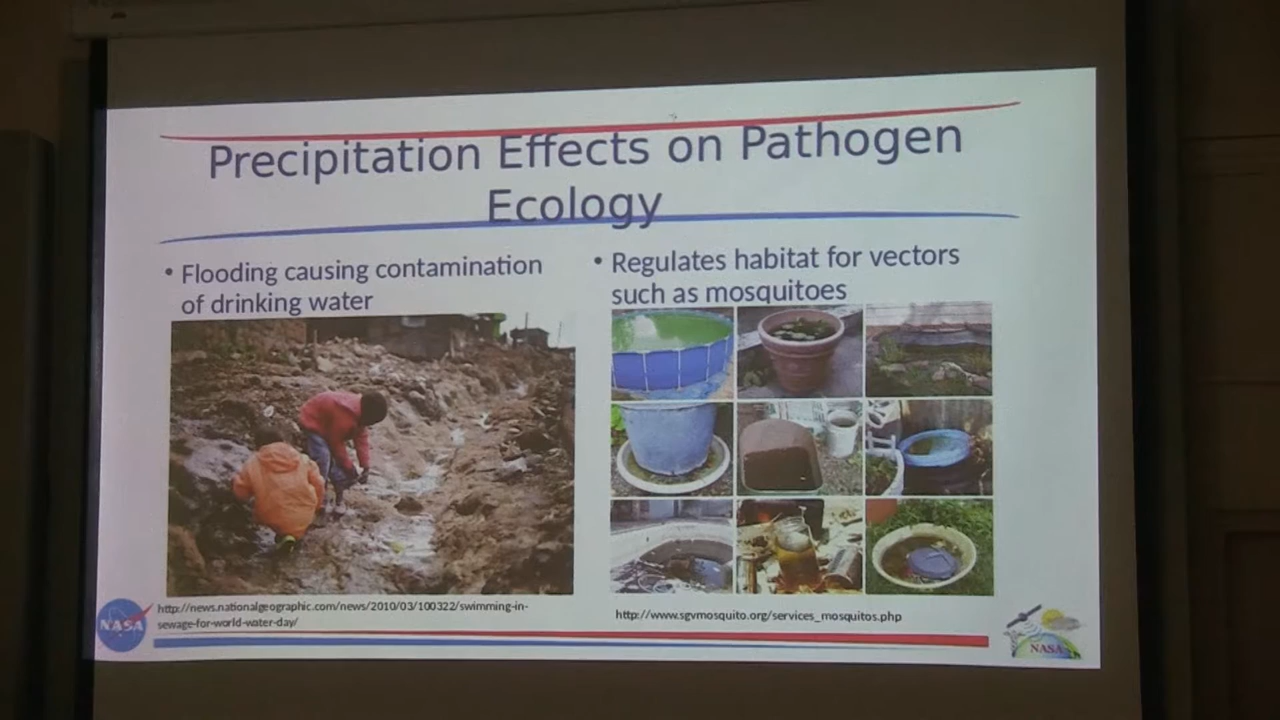 Precipitation Effects on Pathogen
Ecology
• Flooding causing contamination
of drinking water
• Regulates habitat for vectors
such as mosquitoes
http://news.nationalgeographic.com/news/2010/03/100322/swimming-in-
sewage-for-world-water-day/
http://www.sgvmosquito.org/services_mosquitos.php
NASA
NASA